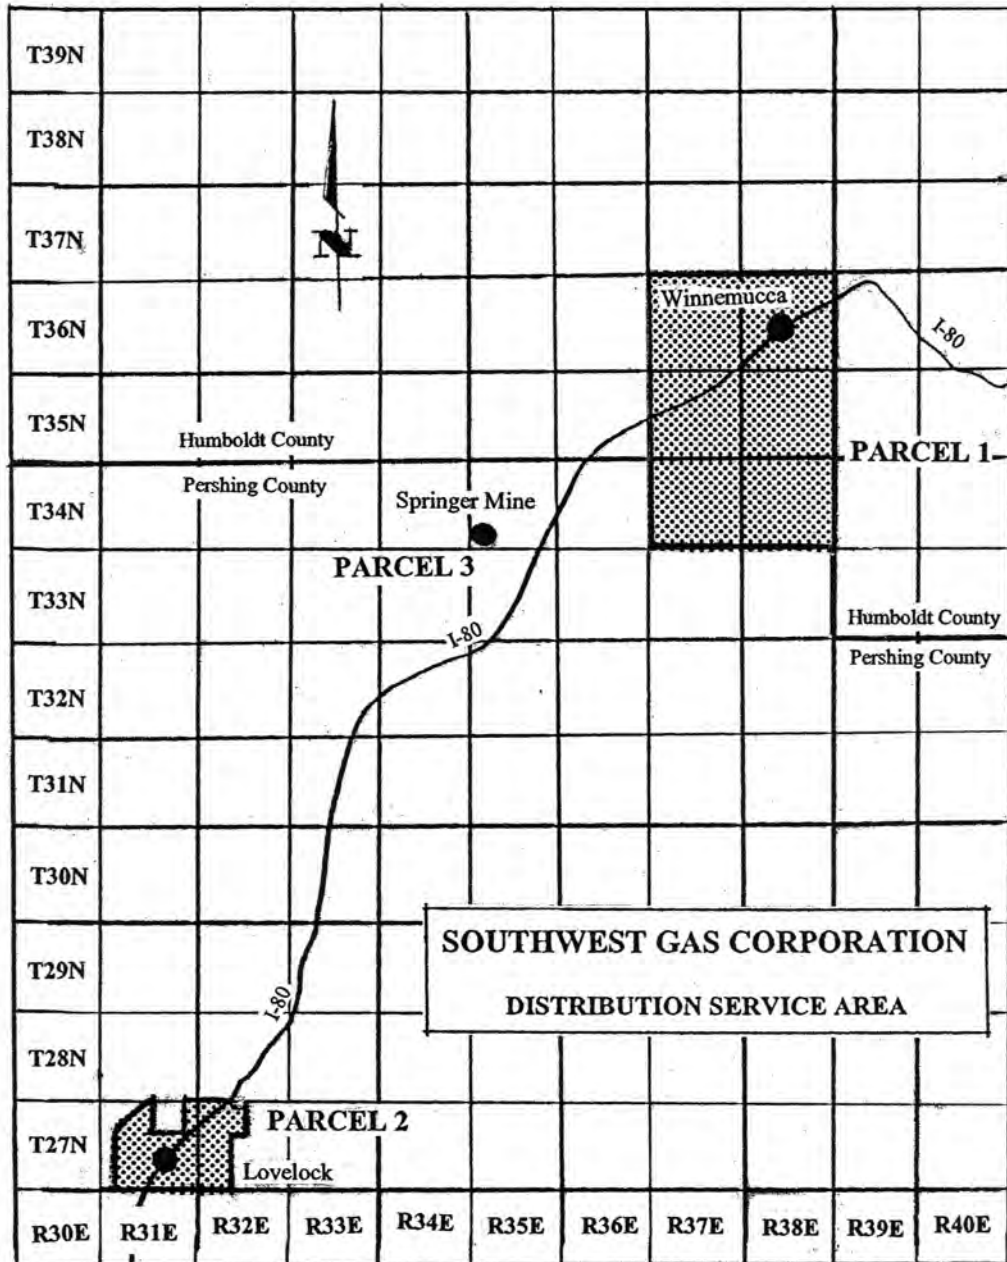 T39N
T38N
N
T37N
Winnemucca
T36N
I-80
T35N
Humboldt County
PARCEL 1
Pershing County
T34N
Springer Mine
PARCEL 3
T33N
Humboldt County
I-80
Pershing County
T32N
T31N
T30N
SOUTHWEST GAS CORPORATION
T29N
DISTRIBUTION SERVICE AREA
I-80
T28N
PARCEL 2
T27N
Lovelock
R30E R31E R32E R33E R34E R35E R36E R37E R38E R39E R40E